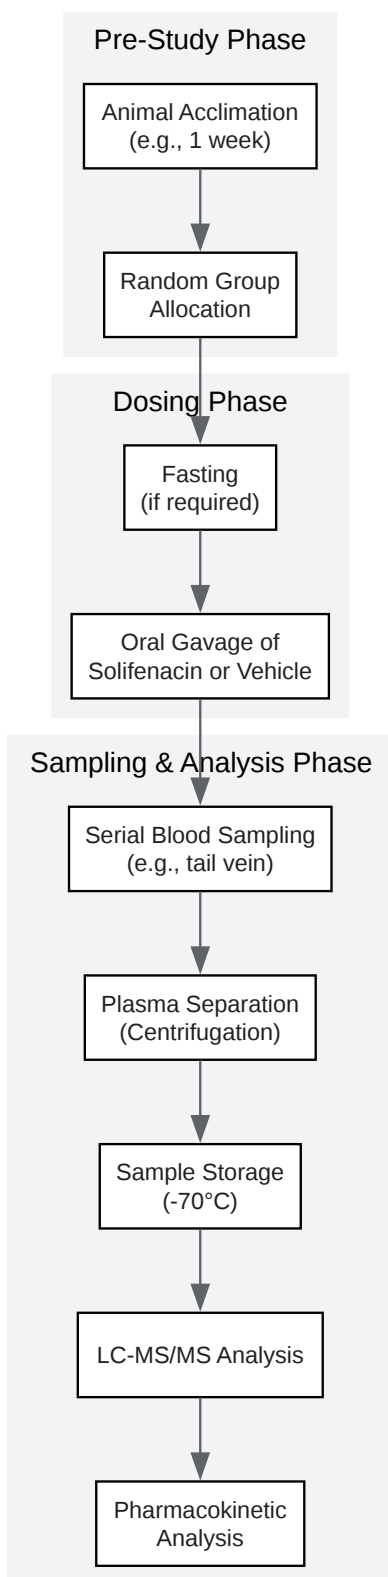 Pre-Study Phase
Animal Acclimation
(e.g., 1 week)
Random Group
Allocation
Dosing Phase
Fasting
(if required)
Oral Gavage of
Solifenacin or Vehicle
Sampling & Analysis Phase
Serial Blood Sampling
(e.g., tail vein)
Plasma Separation
(Centrifugation)
Sample Storage
(-70°C)
LC-MS/MS Analysis
Pharmacokinetic
Analysis